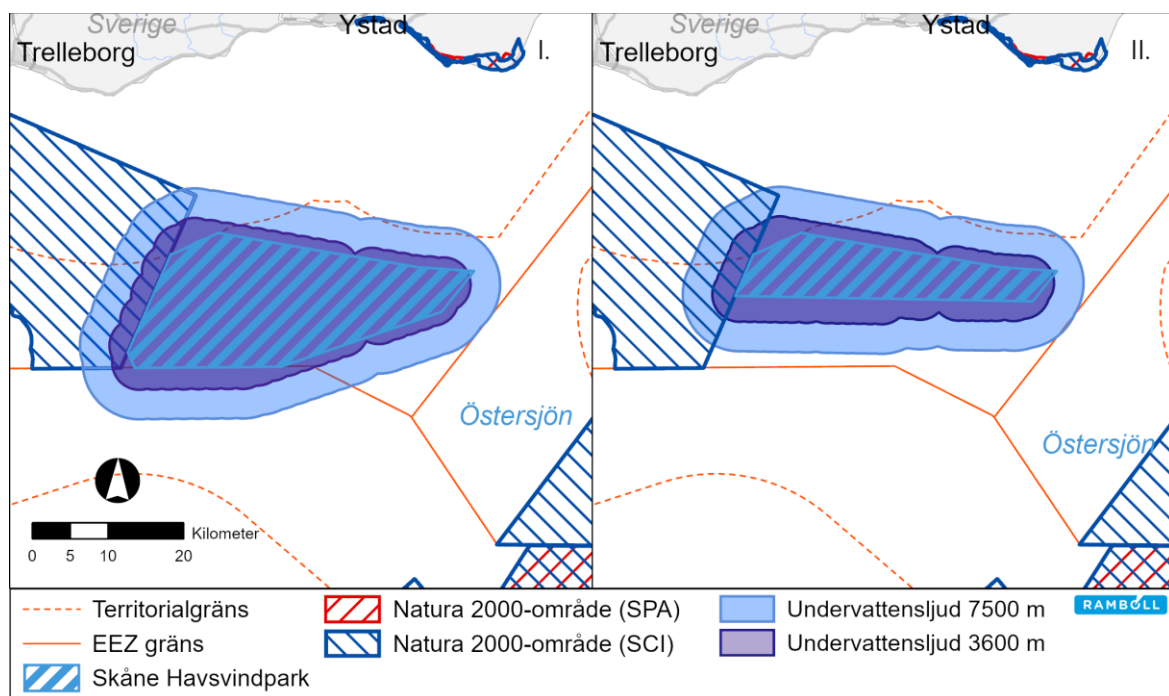 Sverige
Ystad
I.
Trelleborg
Östersjön
Kilometer
0 5 10 20
Sverige
Ystad
II.
Trelleborg
Östersjön
Territorialgräns
EEZ gräns
Skåne Havsvindpark
Natura 2000-område (SPA)
Natura 2000-område (SCI)
Undervattensljud 7500 m
Undervattensljud 3600 m
RAMBOLL